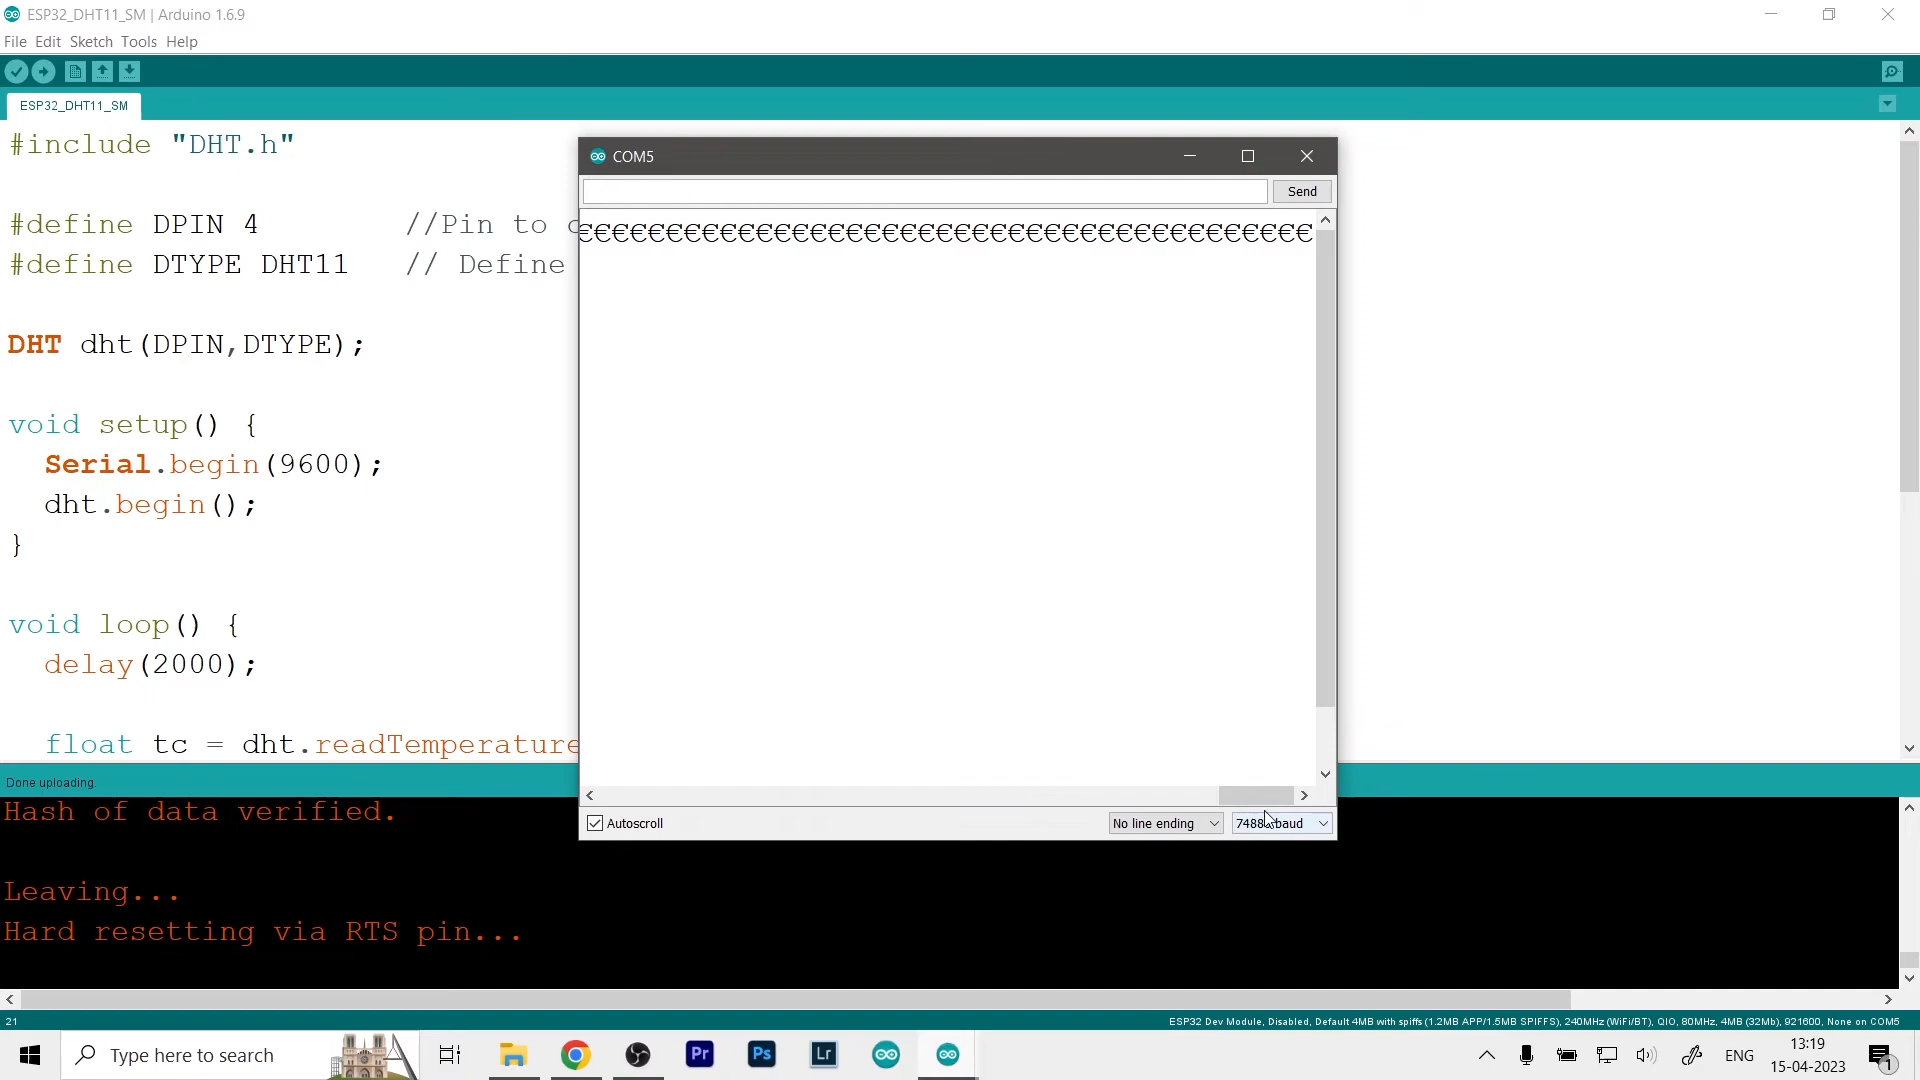 ESP32_DHT11_SM | Arduino 1.6.9
File Edit Sketch Tools Help
ESP32_DHT11_SM
#include "DHT.h"
#define DPIN 4 //Pin to
#define DTYPE DHT11 // Define
DHT dht(DPIN,DTYPE);
void setup() {
Serial.begin(9600);
dht.begin();
}
void loop() {
delay(2000);
float tc = dht.readTemperature
COM5
Send
€€€€€€€€€€€€€€€€€€€€€€€€€€€€€€€€€€€€€€€€€
Autoscroll
No line ending
baud
Done uploading.
Hash of data verified.
Leaving...
Hard resetting via RTS pin...
21
ESP32 Dev Module, Disabled, Default 4MB with spiffs (1.2MB APP/1.5MB SPIFFS), 240MHz (WiFi/BT), QIO, 80MHz, 4MB (32Mb), 921600, None on COM5
Type here to search
Pr
Ps
Lr
ENG
13:19
15-04-2023
1